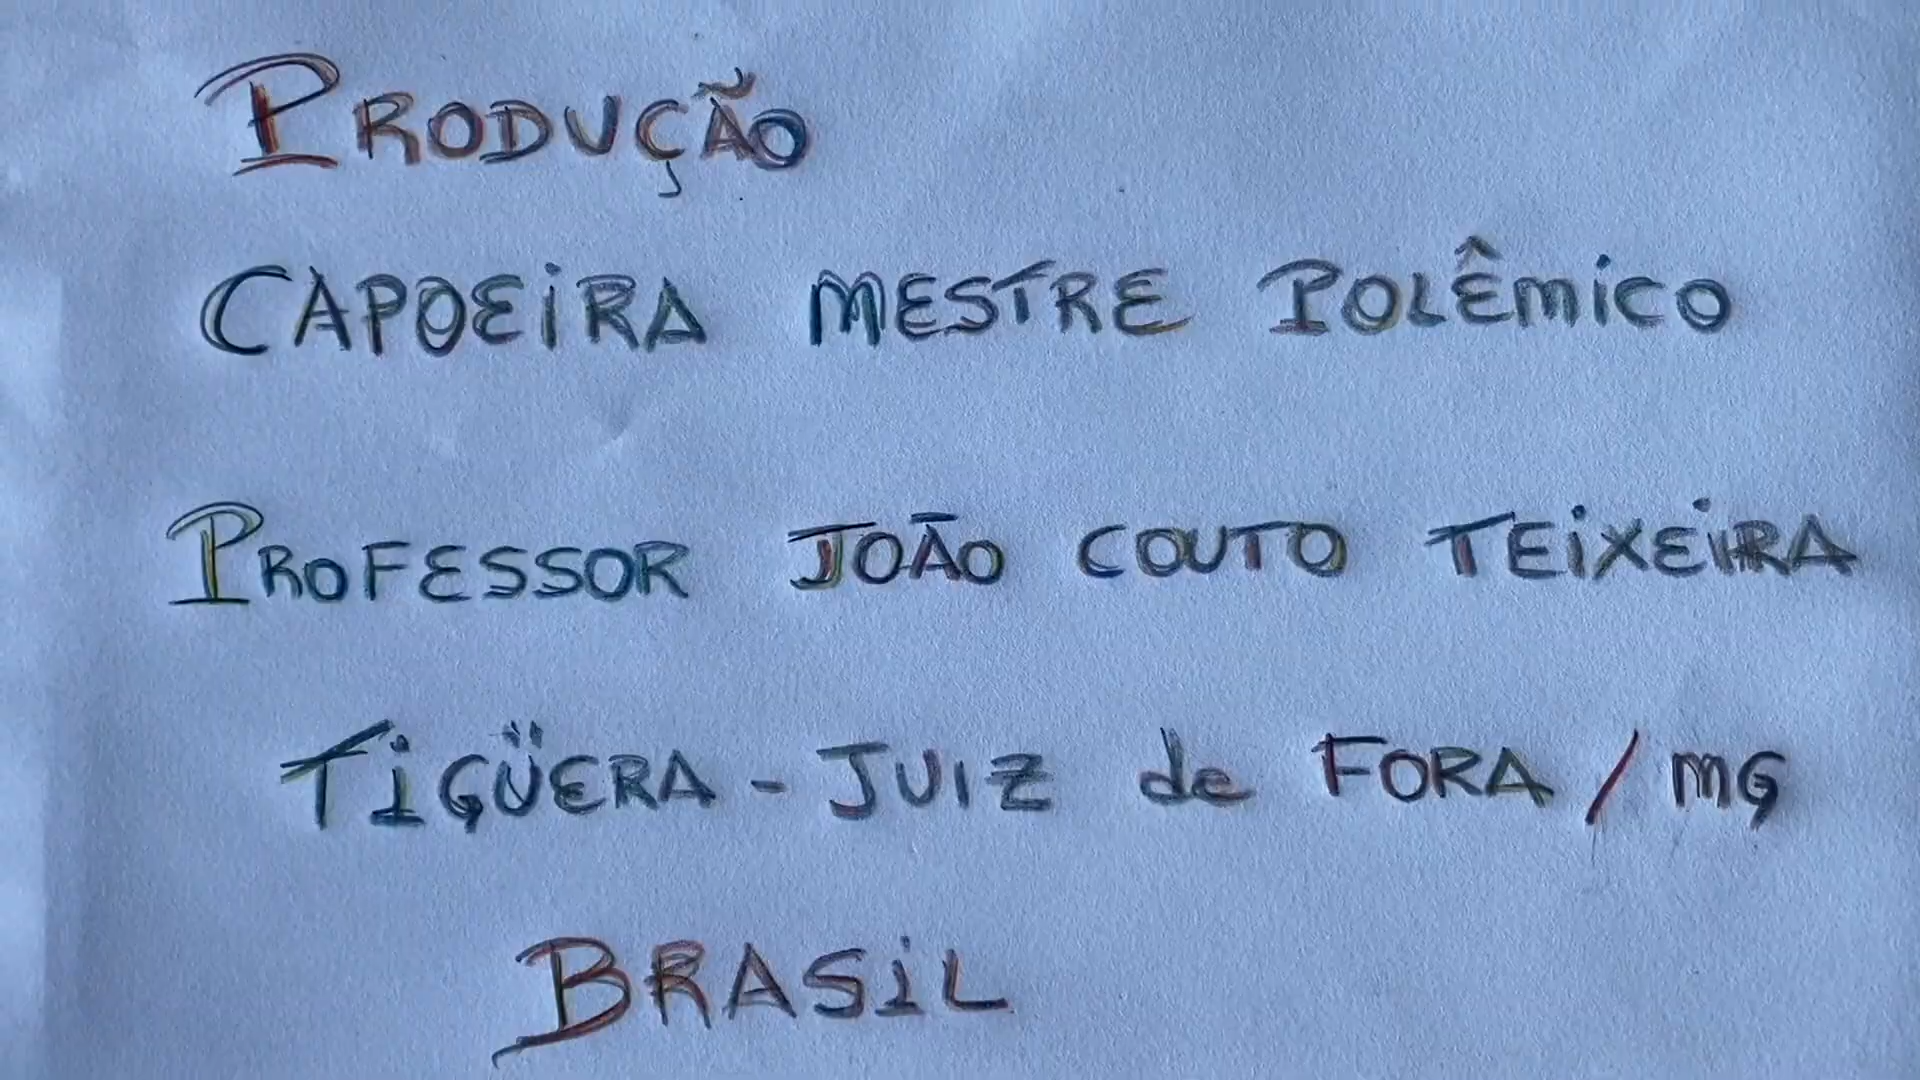 PRODUÇÃO
CAPOEIRA MESTRE POLÊMICO
PROFESSOR JOÃO COUTO TEIXEIRA
TIGÜERA - JUIZ de FORA / MG
BRASIL